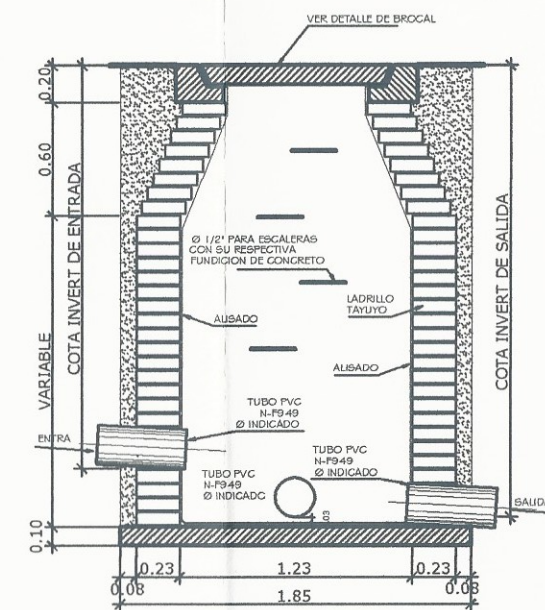 VER DETALLE DE BROCAL
0.20
0.60
VARIABLE
0.10
COTA INVERT DE ENTRADA
COTA INVERT DE SALIDA
Ø 1/2" PARA ESCALERAS
CON SU RESPECTIVA
FUNDICION DE CONCRETO
ALISADO
LADRILLO
TAYUYO
ALISADO
TUBO PVC
N-F949
Ø INDICADO
ENTRA
TUBO PVC
N-F949
Ø INDICADO
TUBO PVC
N-F949
Ø INDICADO
.03
SALIDA
0.23
1.23
0.23
0.08
0.08
1.85